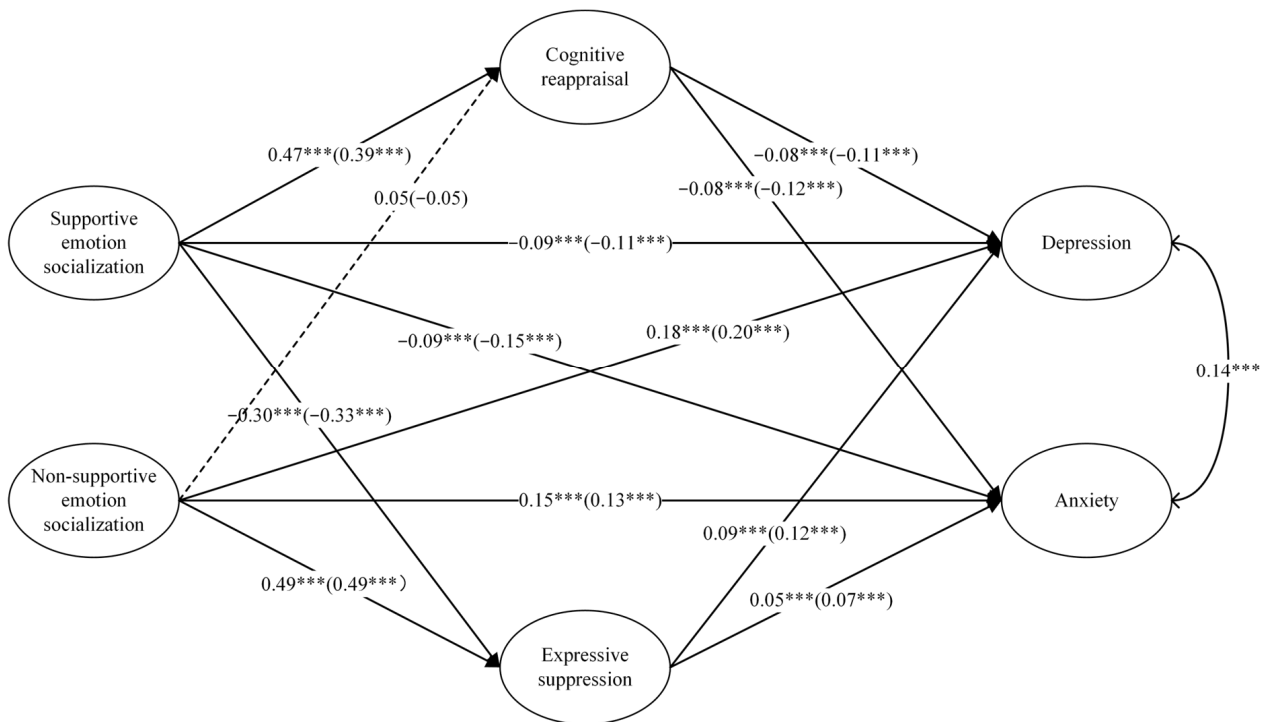 Cognitive
reappraisal
0.47***(0.39***)
−0.08***(−0.11***)
0.05(−0.05)
−0.08***(−0.12***)
Supportive
emotion
socialization
−0.09***(−0.11***)
Depression
−0.09***(−0.15***)
0.18***(0.20***)
0.14***
−0.30***(−0.33***)
Non-supportive
emotion
socialization
0.15***(0.13***)
Anxiety
0.09***(0.12***)
0.49***(0.49***）
0.05***(0.07***)
Expressive
suppression